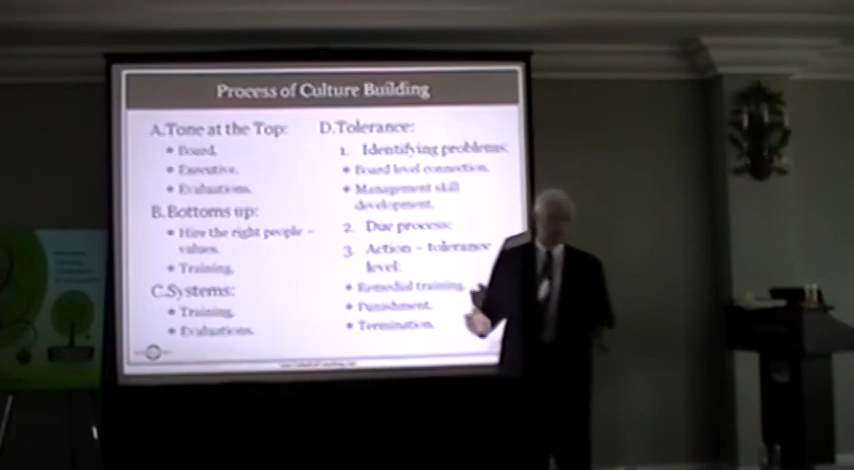 Process of Culture Building
A.Tone at the Top:
• Board.
• Executive.
• Evaluations.
B.Bottoms up:
• Hire the right people –
values.
• Training.
C.Systems:
• Training.
• Evaluations.
D.Tolerance:
1. Identifying problems:
• Board level connection.
• Management skill
development.
2. Due process:
3. Action – tolerance
level:
• Remedial training.
• Punishment.
• Termination.